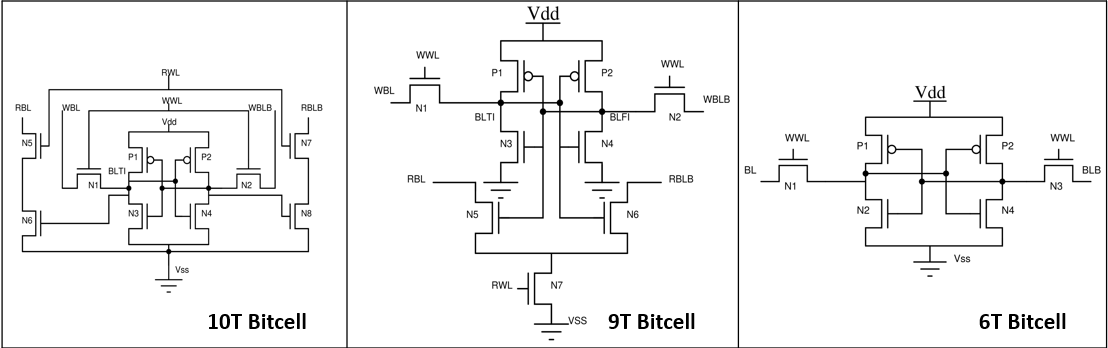 RWL
RBL WBL WWL WBLB RBLB
Vdd
N5 P1 P2 N7
BLTI
N1 N2
N6 N3 N4 N8
Vss
10T Bitcell
Vdd
WWL P1 P2 WWL
WBL WBLB
N1 BLTI BLFI N2
N3 N4
RBL RBLB
N5 N6
RWL N7
VSS
9T Bitcell
Vdd
WWL P1 P2 WWL
BL BLB
N1 N3
N2 N4
Vss
6T Bitcell